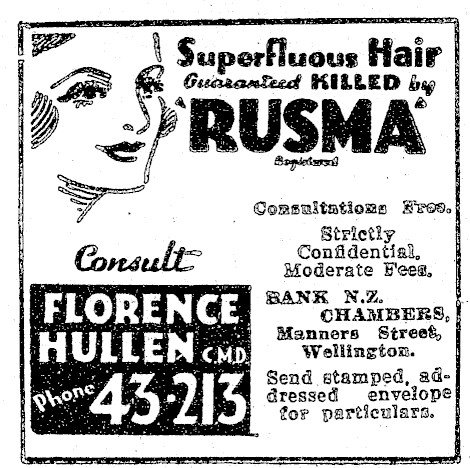 Superfluous Hair
Guaranteed KILLED by
'RUSMA'
Registered
Consultations Free.
Strictly
Confidential,
Moderate Fees.
BANK N.Z.
CHAMBERS,
Manners Street,
Wellington.
Send stamped, ad-
dressed envelope
for particulars.
Consult
FLORENCE
HULLEN C.M.D.
Phone 43-213